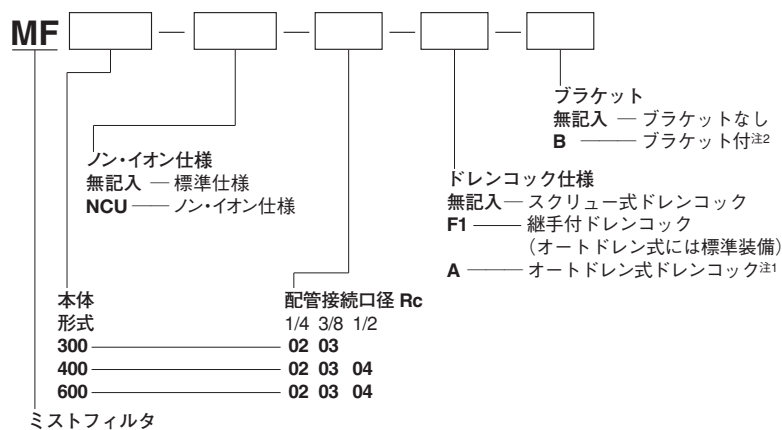 MF — — — —
ブラケット
無記入 — ブラケットなし
B —— ブラケット付注2
ノン・イオン仕様
無記入 — 標準仕様
NCU —— ノン・イオン仕様
ドレンコック仕様
無記入 — スクリュー式ドレンコック
F1 —— 継手付ドレンコック
（オートドレン式には標準装備）
A —— オートドレン式ドレンコック注1
本体
形式
配管接続口径 Rc
1/4 3/8 1/2
300 —— 02 03
400 —— 02 03 04
600 —— 02 03 04
ミストフィルタ